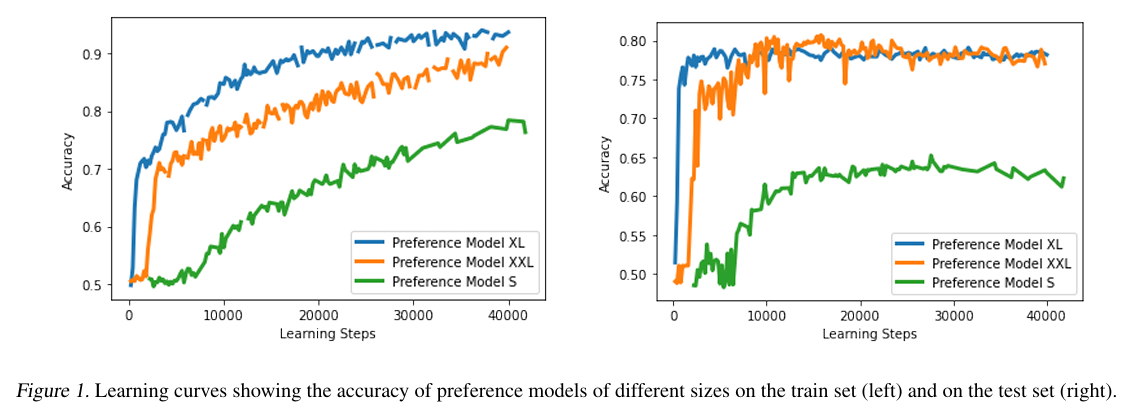 0.9
0.8
0.7
0.6
0.5
Accuracy
0 10000 20000 30000 40000
Learning Steps
Preference Model XL
Preference Model XXL
Preference Model S
0.80
0.75
0.70
0.65
0.60
0.55
0.50
Accuracy
0 10000 20000 30000 40000
Learning Steps
Preference Model XL
Preference Model XXL
Preference Model S
Figure 1. Learning curves showing the accuracy of preference models of different sizes on the train set (left) and on the test set (right).